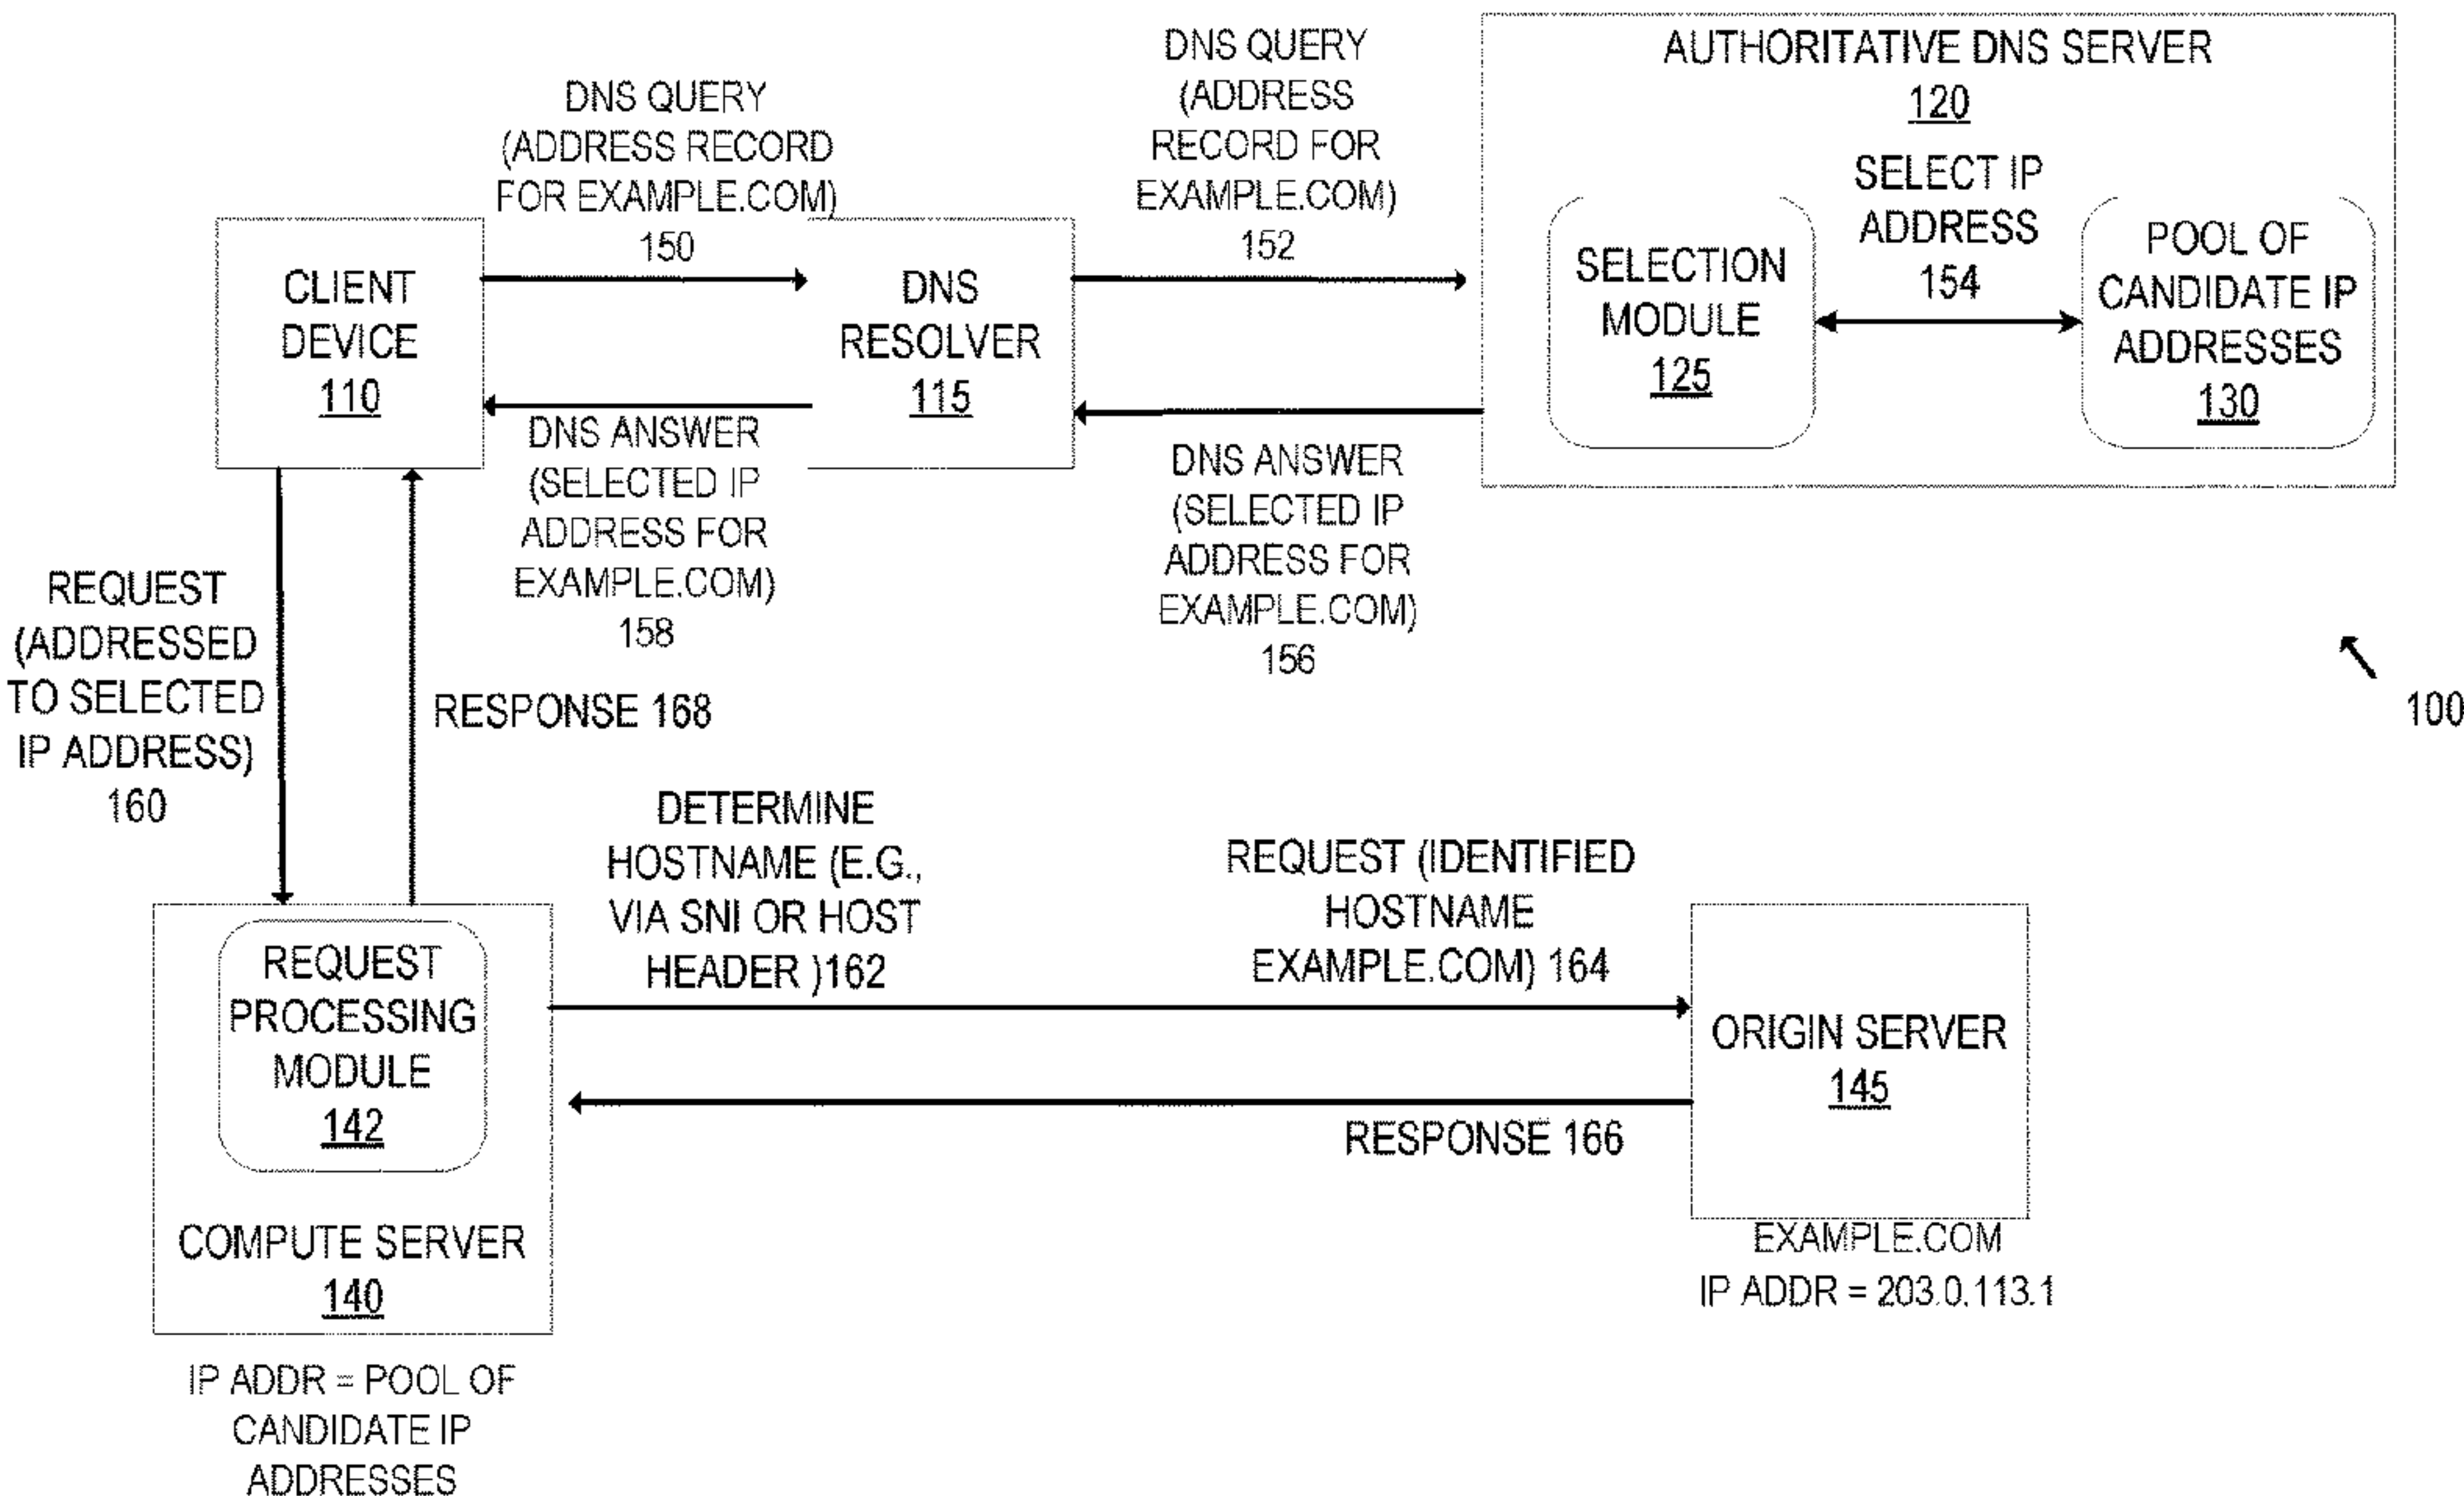 DNS QUERY
(ADDRESS RECORD
FOR EXAMPLE.COM)
150
DNS QUERY
(ADDRESS
RECORD FOR
EXAMPLE.COM)
152
AUTHORITATIVE DNS SERVER
120
SELECT IP
ADDRESS
154
SELECTION
MODULE
125
POOL OF
CANDIDATE IP
ADDRESSES
130
CLIENT
DEVICE
110
DNS
RESOLVER
115
DNS ANSWER
(SELECTED IP
ADDRESS FOR
EXAMPLE.COM)
158
DNS ANSWER
(SELECTED IP
ADDRESS FOR
EXAMPLE.COM)
156
100
REQUEST
(ADDRESSED
TO SELECTED
IP ADDRESS)
160
RESPONSE 168
DETERMINE
HOSTNAME (E.G.,
VIA SNI OR HOST
HEADER )162
REQUEST (IDENTIFIED
HOSTNAME
EXAMPLE.COM) 164
REQUEST
PROCESSING
MODULE
142
COMPUTE SERVER
140
IP ADDR = POOL OF
CANDIDATE IP
ADDRESSES
ORIGIN SERVER
145
RESPONSE 166
EXAMPLE.COM
IP ADDR = 203.0.113.1